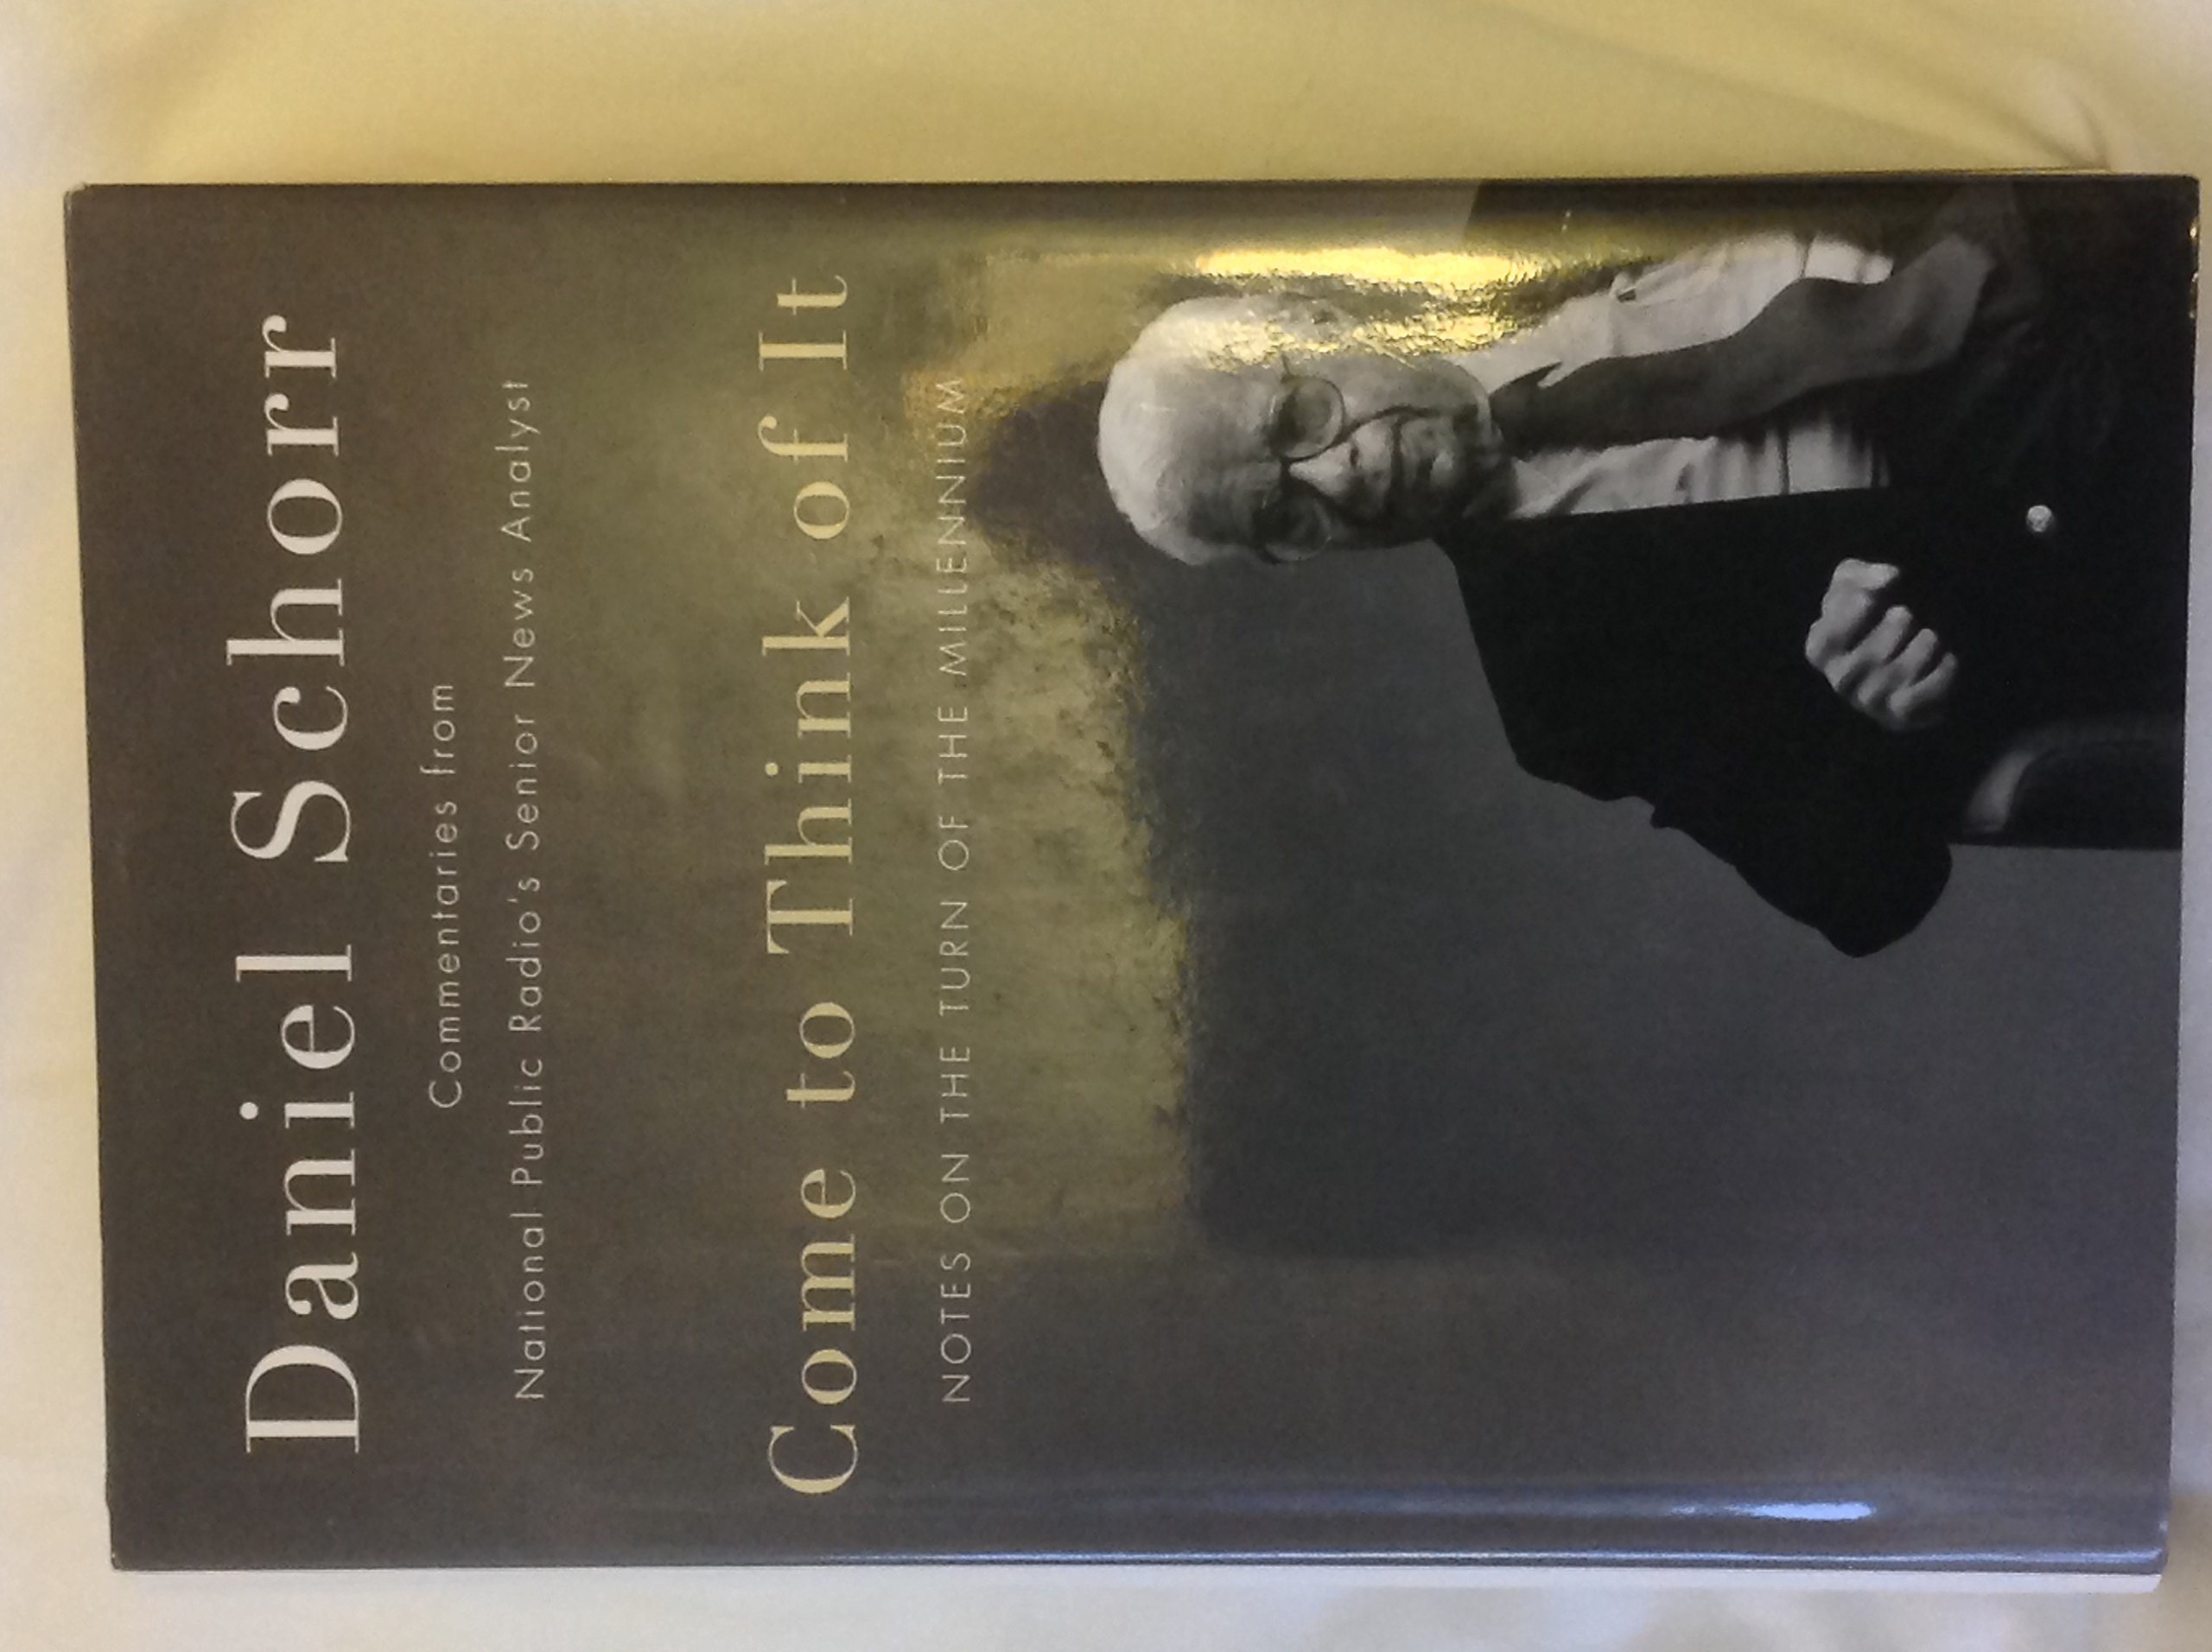 Daniel Schorr
Commentaries from
National Public Radio's Senior News Analyst
Come to Think of It
NOTES ON THE TURN OF THE MILLENNIUM